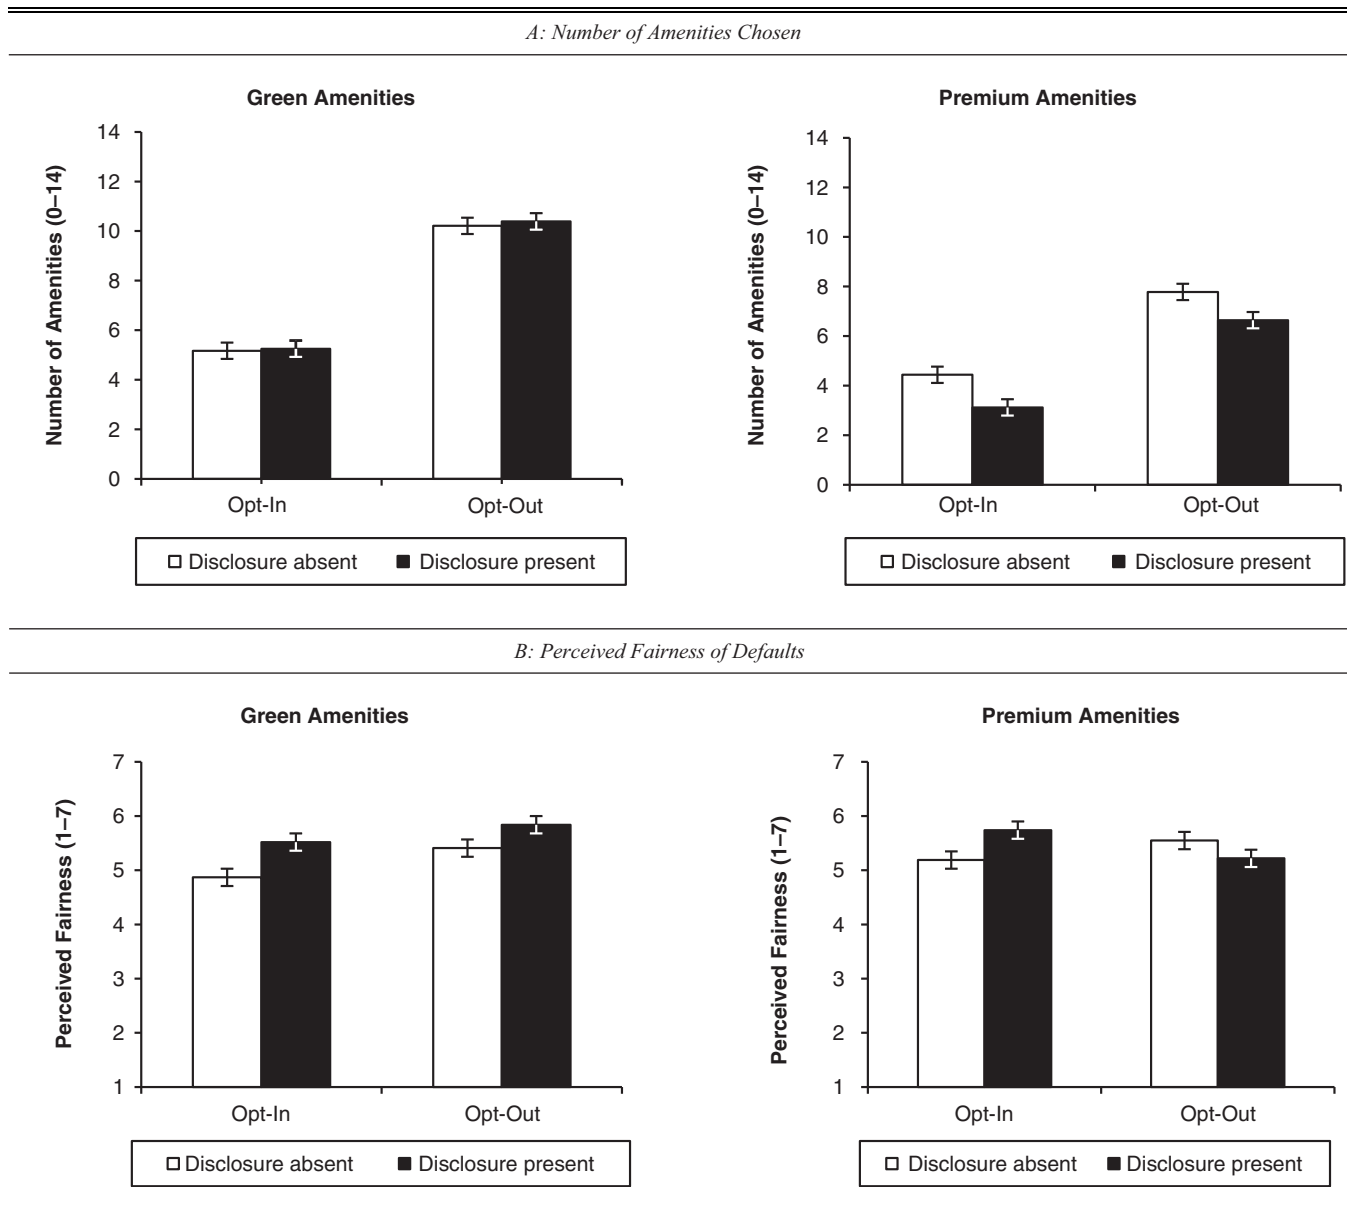 A: Number of Amenities Chosen
Green Amenities
Number of Amenities (0–14)
14
12
10
8
6
4
2
0
Opt-In
Opt-Out
Disclosure absent
Disclosure present
Premium Amenities
Number of Amenities (0–14)
14
12
10
8
6
4
2
0
Opt-In
Opt-Out
Disclosure absent
Disclosure present
B: Perceived Fairness of Defaults
Green Amenities
Perceived Fairness (1–7)
7
6
5
4
3
2
1
Opt-In
Opt-Out
Disclosure absent
Disclosure present
Premium Amenities
Perceived Fairness (1–7)
7
6
5
4
3
2
1
Opt-In
Opt-Out
Disclosure absent
Disclosure present